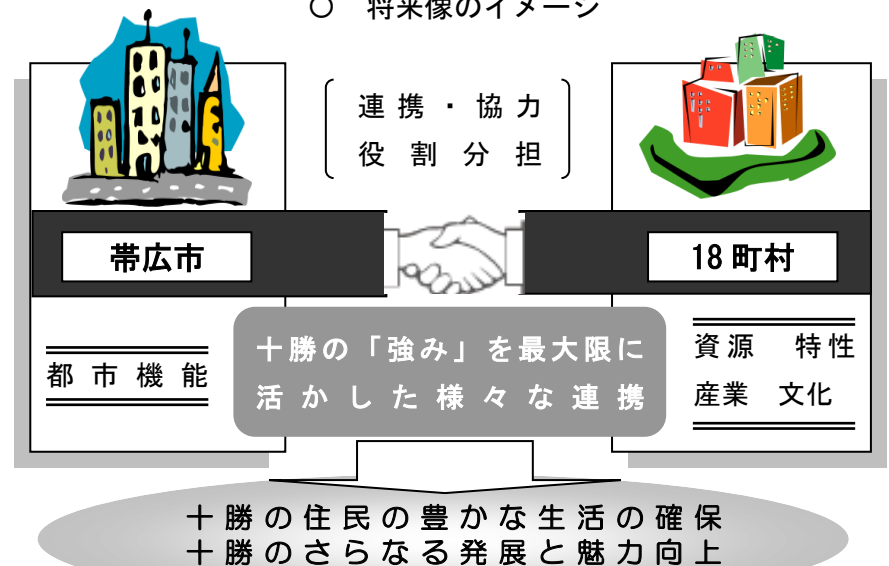 ○　将来像のイメージ
連携・協力
役割分担
帯広市
18町村
都市機能
十勝の「強み」を最大限に
活かした様々な連携
資源　特性
産業　文化
十勝の住民の豊かな生活の確保
十勝のさらなる発展と魅力向上